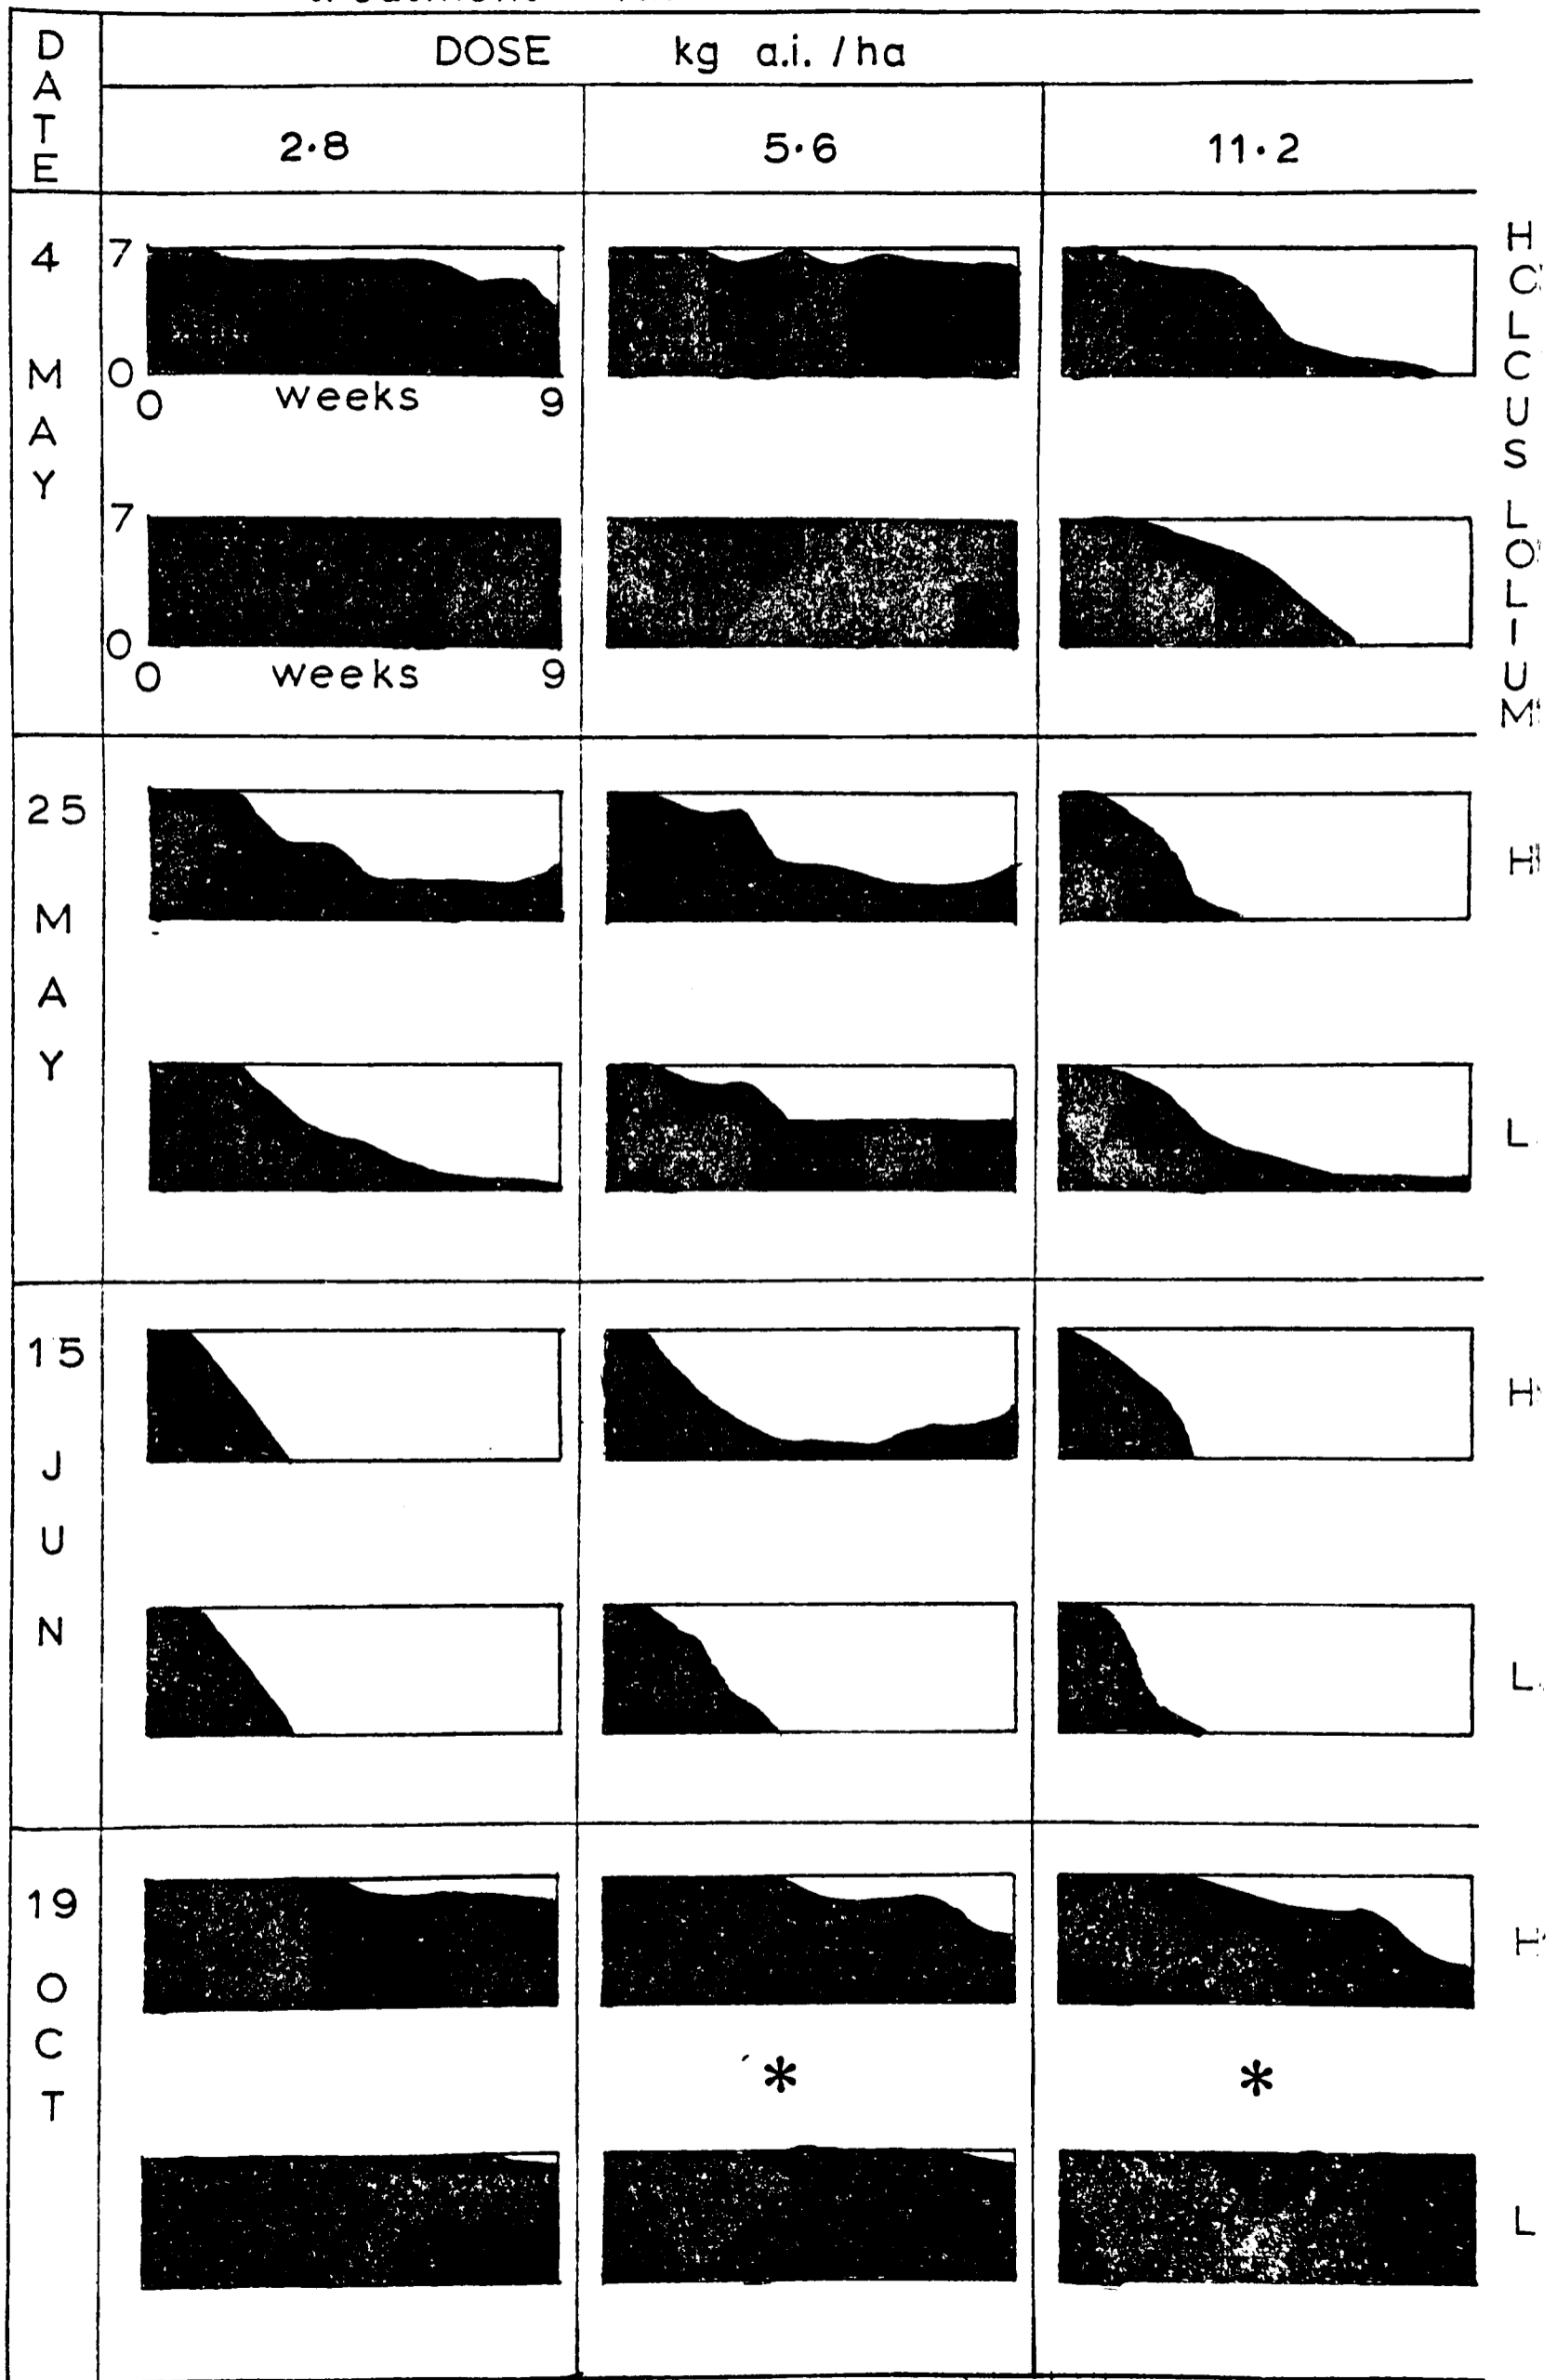 DATE
DOSE kg a.i. /ha
2·8 5·6 11·2
4 MAY
7
0
0 weeks 9
HOLCUS
7
0
0 weeks 9
LOLIUM
25 MAY
H
L
15 JUN
H
L
19 OCT
H
* *
L